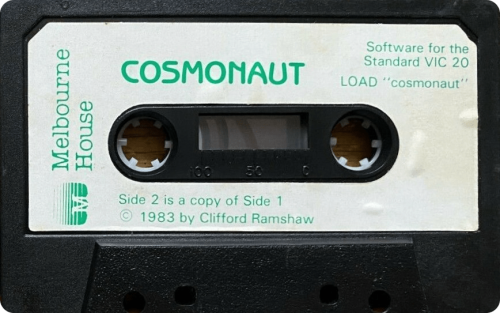 Melbourne
House
M
COSMONAUT
Software for the
Standard VIC 20
LOAD "cosmonaut"
100 50 0
Side 2 is a copy of Side 1
© 1983 by Clifford Ramshaw